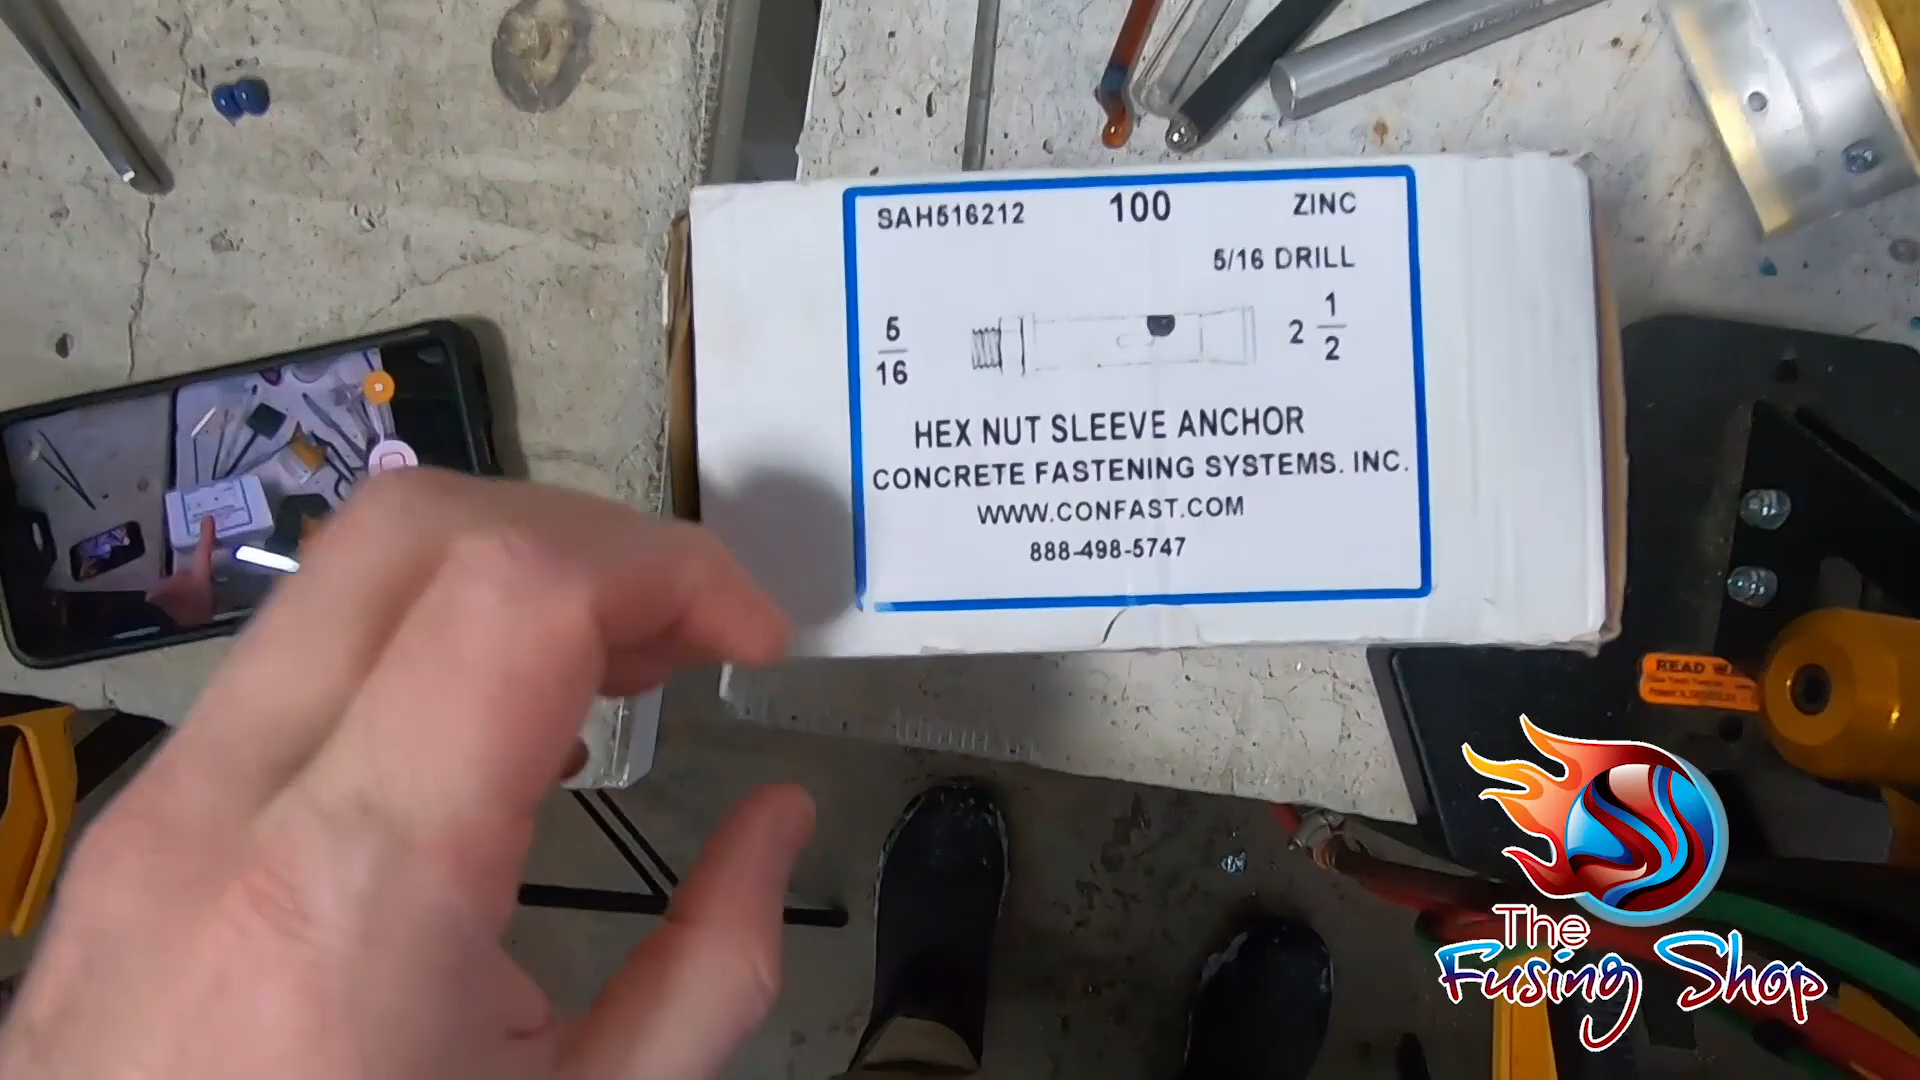 SAH516212 100 ZINC
5/16 DRILL
5/16 2 1/2
HEX NUT SLEEVE ANCHOR
CONCRETE FASTENING SYSTEMS. INC.
WWW.CONFAST.COM
888-498-5747
READ
The
Fusing Shop